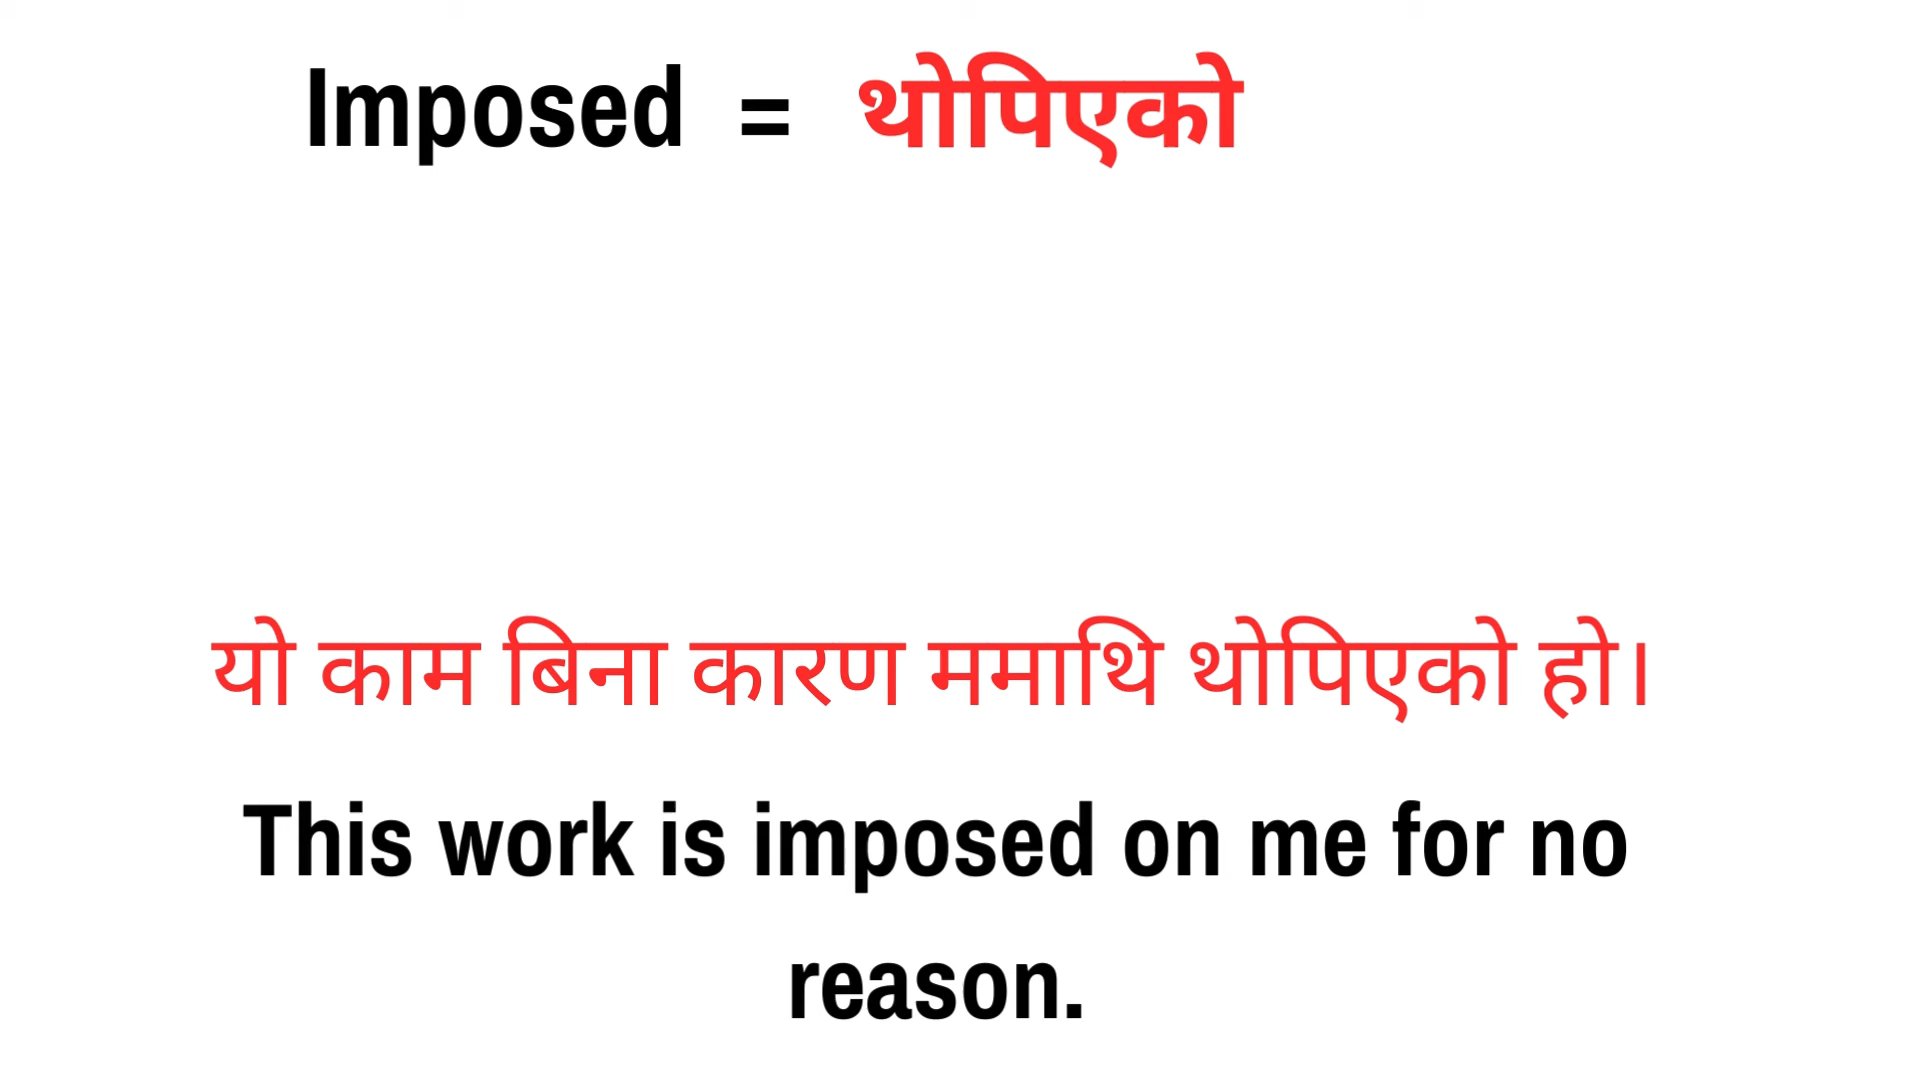 Imposed = थोपिएको
यो काम बिना कारण ममाथि थोपिएको हो।
This work is imposed on me for no
reason.